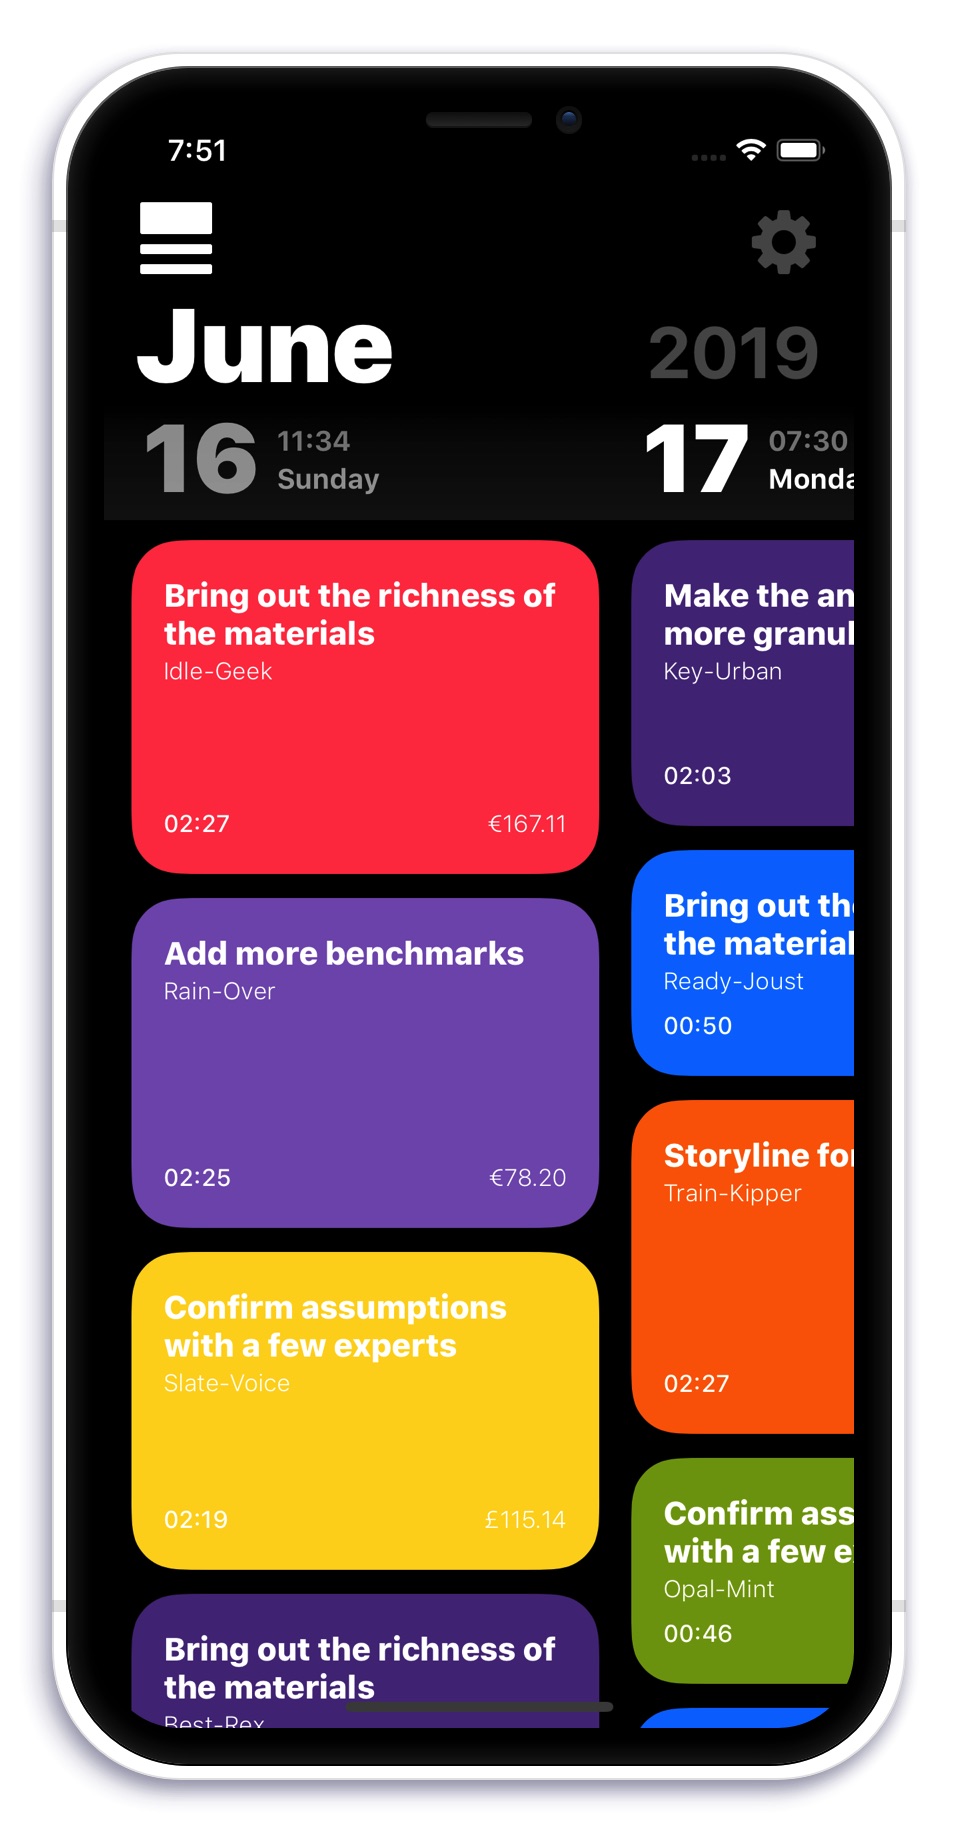 7:51
June
2019
16
11:34
Sunday
17
07:30
Monda
Bring out the richness of
the materials
Idle-Geek
02:27
€167.11
Add more benchmarks
Rain-Over
02:25
€78.20
Confirm assumptions
with a few experts
Slate-Voice
02:19
£115.14
Bring out the richness of
the materials
Best-Rex
Make the an
more granul
Key-Urban
02:03
Bring out the
the material
Ready-Joust
00:50
Storyline for
Train-Kipper
02:27
Confirm ass
with a few e
Opal-Mint
00:46